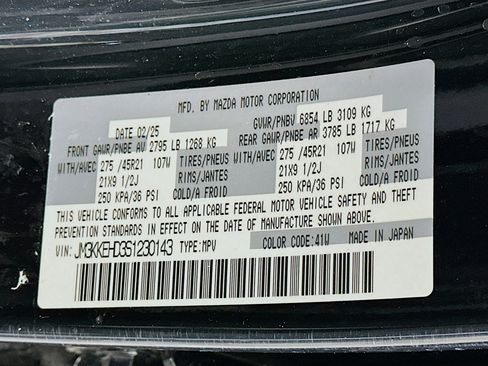 MFD. BY MAZDA MOTOR CORPORATION
DATE 02/25 GVWR/PNBV 6854 LB 3109 KG
FRONT GAWR/PNBE AV 2795 LB 1268 KG REAR GAWR/PNBE AR 3785 LB 1717 KG
WITH/AVEC 275 /45R21 107W TIRES/PNEUS WITH/AVEC 275 /45R21 107W TIRES/PNEUS
21X9 1/2J RIMS/JANTES 21X9 1/2J RIMS/JANTES
250 KPA/36 PSI COLD/A FROID 250 KPA/36 PSI COLD/A FROID
THIS VEHICLE CONFORMS TO ALL APPLICABLE FEDERAL MOTOR VEHICLE SAFETY AND THEFT
PREVENTION STANDARDS IN EFFECT ON THE DATE OF MANUFACTURE SHOWN ABOVE.
VIN: JM3KKEHD3S1230143 TYPE: MPV COLOR CODE: 41W MADE IN JAPAN